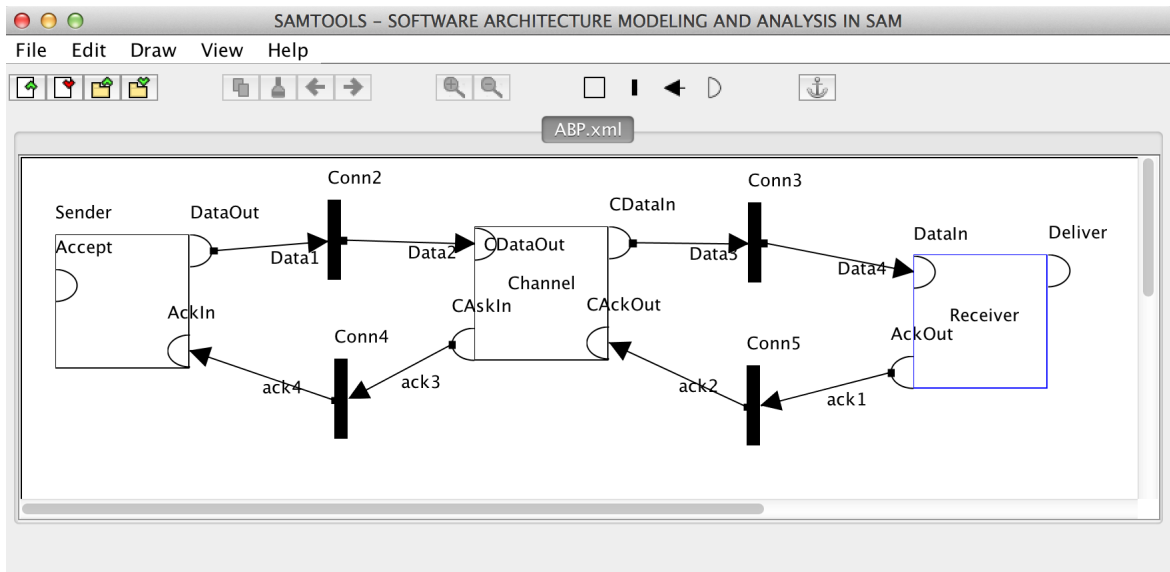 SAMTOOLS – SOFTWARE ARCHITECTURE MODELING AND ANALYSIS IN SAM
File Edit Draw View Help
ABP.xml
Conn2
Conn3
Sender
DataOut
CDataIn
DataIn
Deliver
Accept
Data1
Data2
CDataOut
Data3
Data4
Channel
AckIn
CAskIn
CAckOut
Receiver
Conn4
Conn5
AckOut
ack4
ack3
ack2
ack1